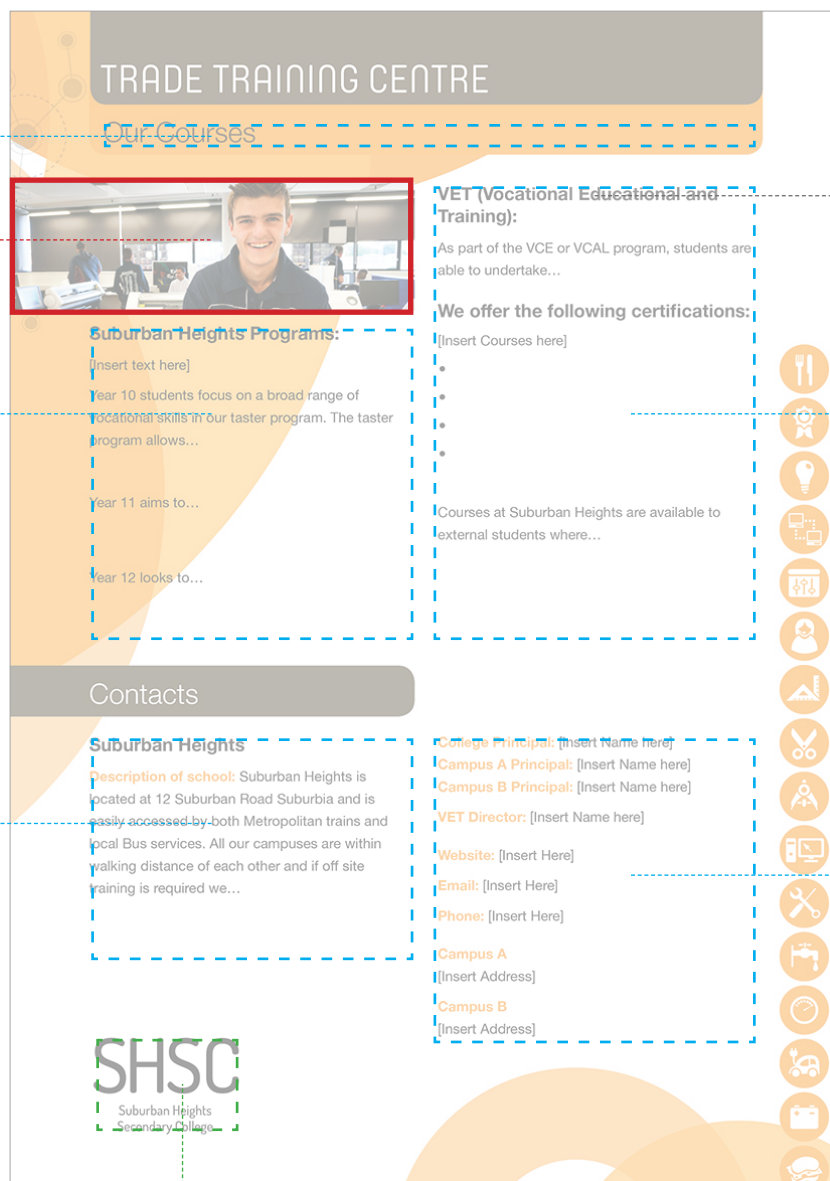 TRADE TRAINING CENTRE
Our Courses
Suburban Heights Programs:
[Insert text here]
Year 10 students focus on a broad range of
vocational skills in our taster program. The taster
program allows…
Year 11 aims to…
Year 12 looks to…
VET (Vocational Educational and
Training):
As part of the VCE or VCAL program, students are
able to undertake…
We offer the following certifications:
[Insert Courses here]
•
•
•
•
Courses at Suburban Heights are available to
external students where…
Contacts
Suburban Heights
Description of school: Suburban Heights is
located at 12 Suburban Road Suburbia and is
easily accessed by both Metropolitan trains and
local Bus services. All our campuses are within
walking distance of each other and if off site
training is required we…
College Principal: [Insert Name here]
Campus A Principal: [Insert Name here]
Campus B Principal: [Insert Name here]
VET Director: [Insert Name here]
Website: [Insert Here]
Email: [Insert Here]
Phone: [Insert Here]
Campus A
[Insert Address]
Campus B
[Insert Address]
SHSC
Suburban Heights
Secondary College